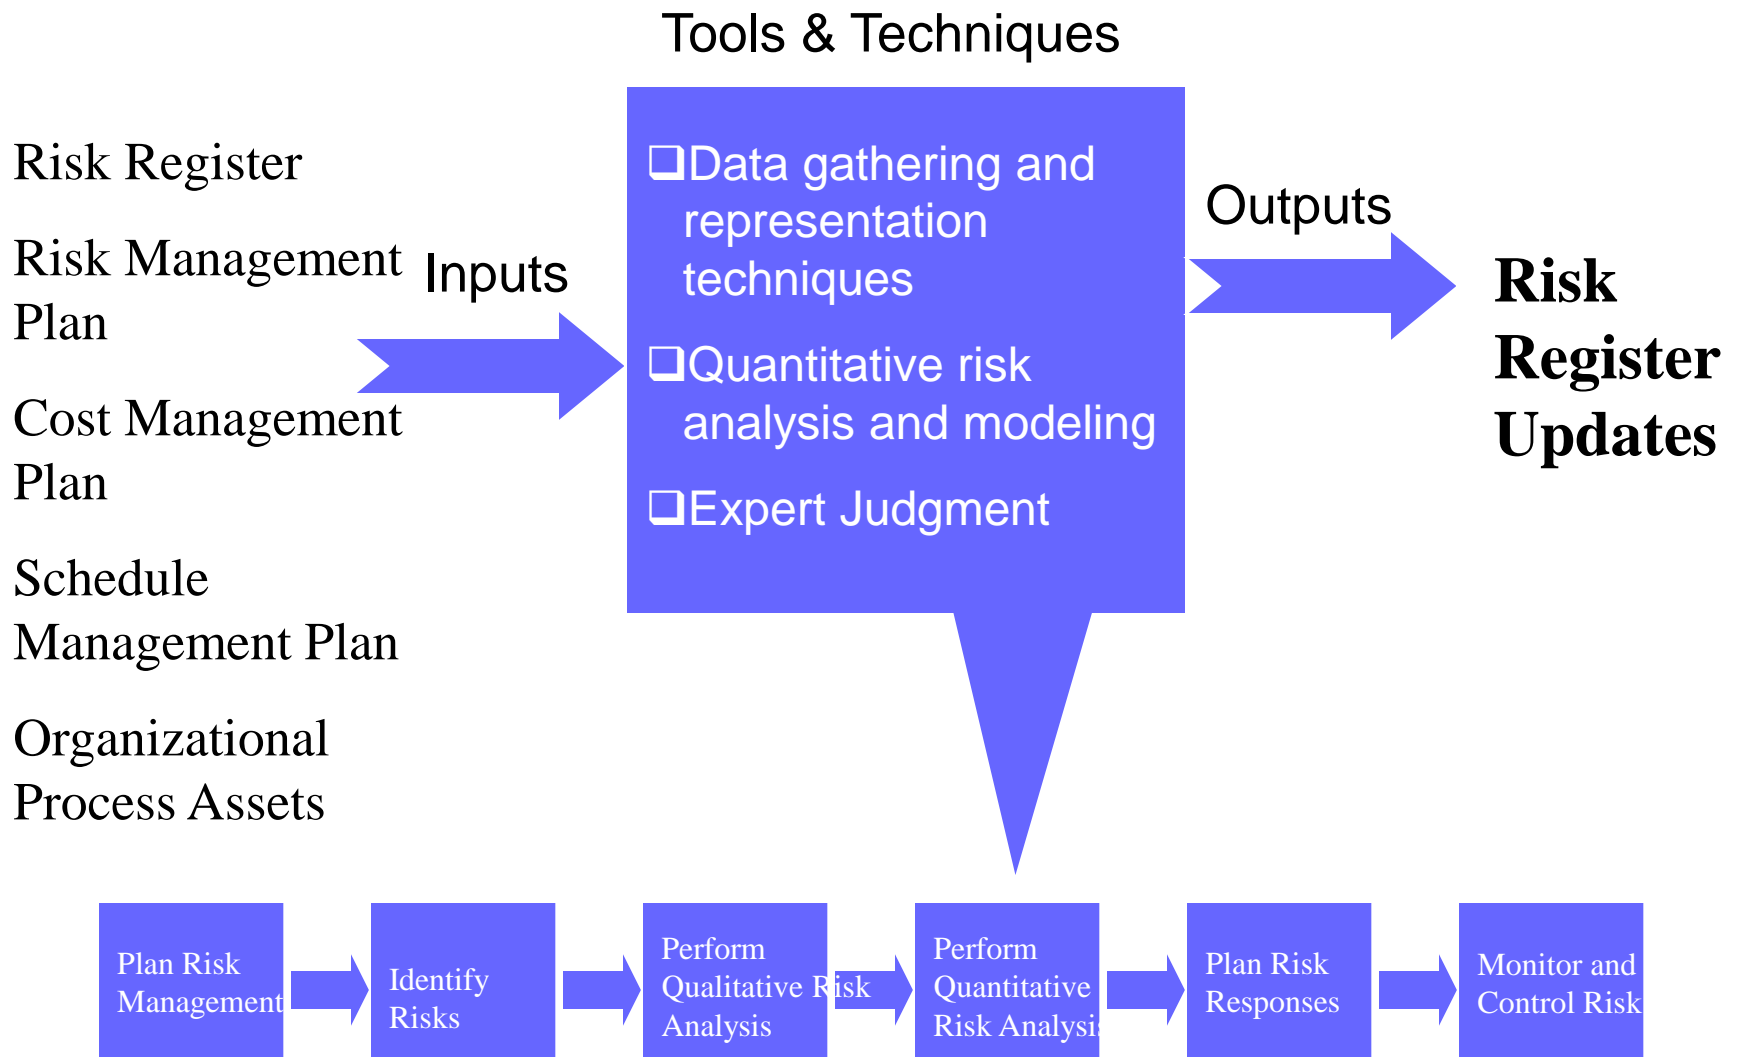 Tools & Techniques
Risk Register
Risk Management
Plan
Cost Management
Plan
Schedule
Management Plan
Organizational
Process Assets
Inputs
❑Data gathering and
representation
techniques
❑Quantitative risk
analysis and modeling
❑Expert Judgment
Outputs
Risk
Register
Updates
Plan Risk
Management
Identify
Risks
Perform
Qualitative Risk
Analysis
Perform
Quantitative
Risk Analysis
Plan Risk
Responses
Monitor and
Control Risk